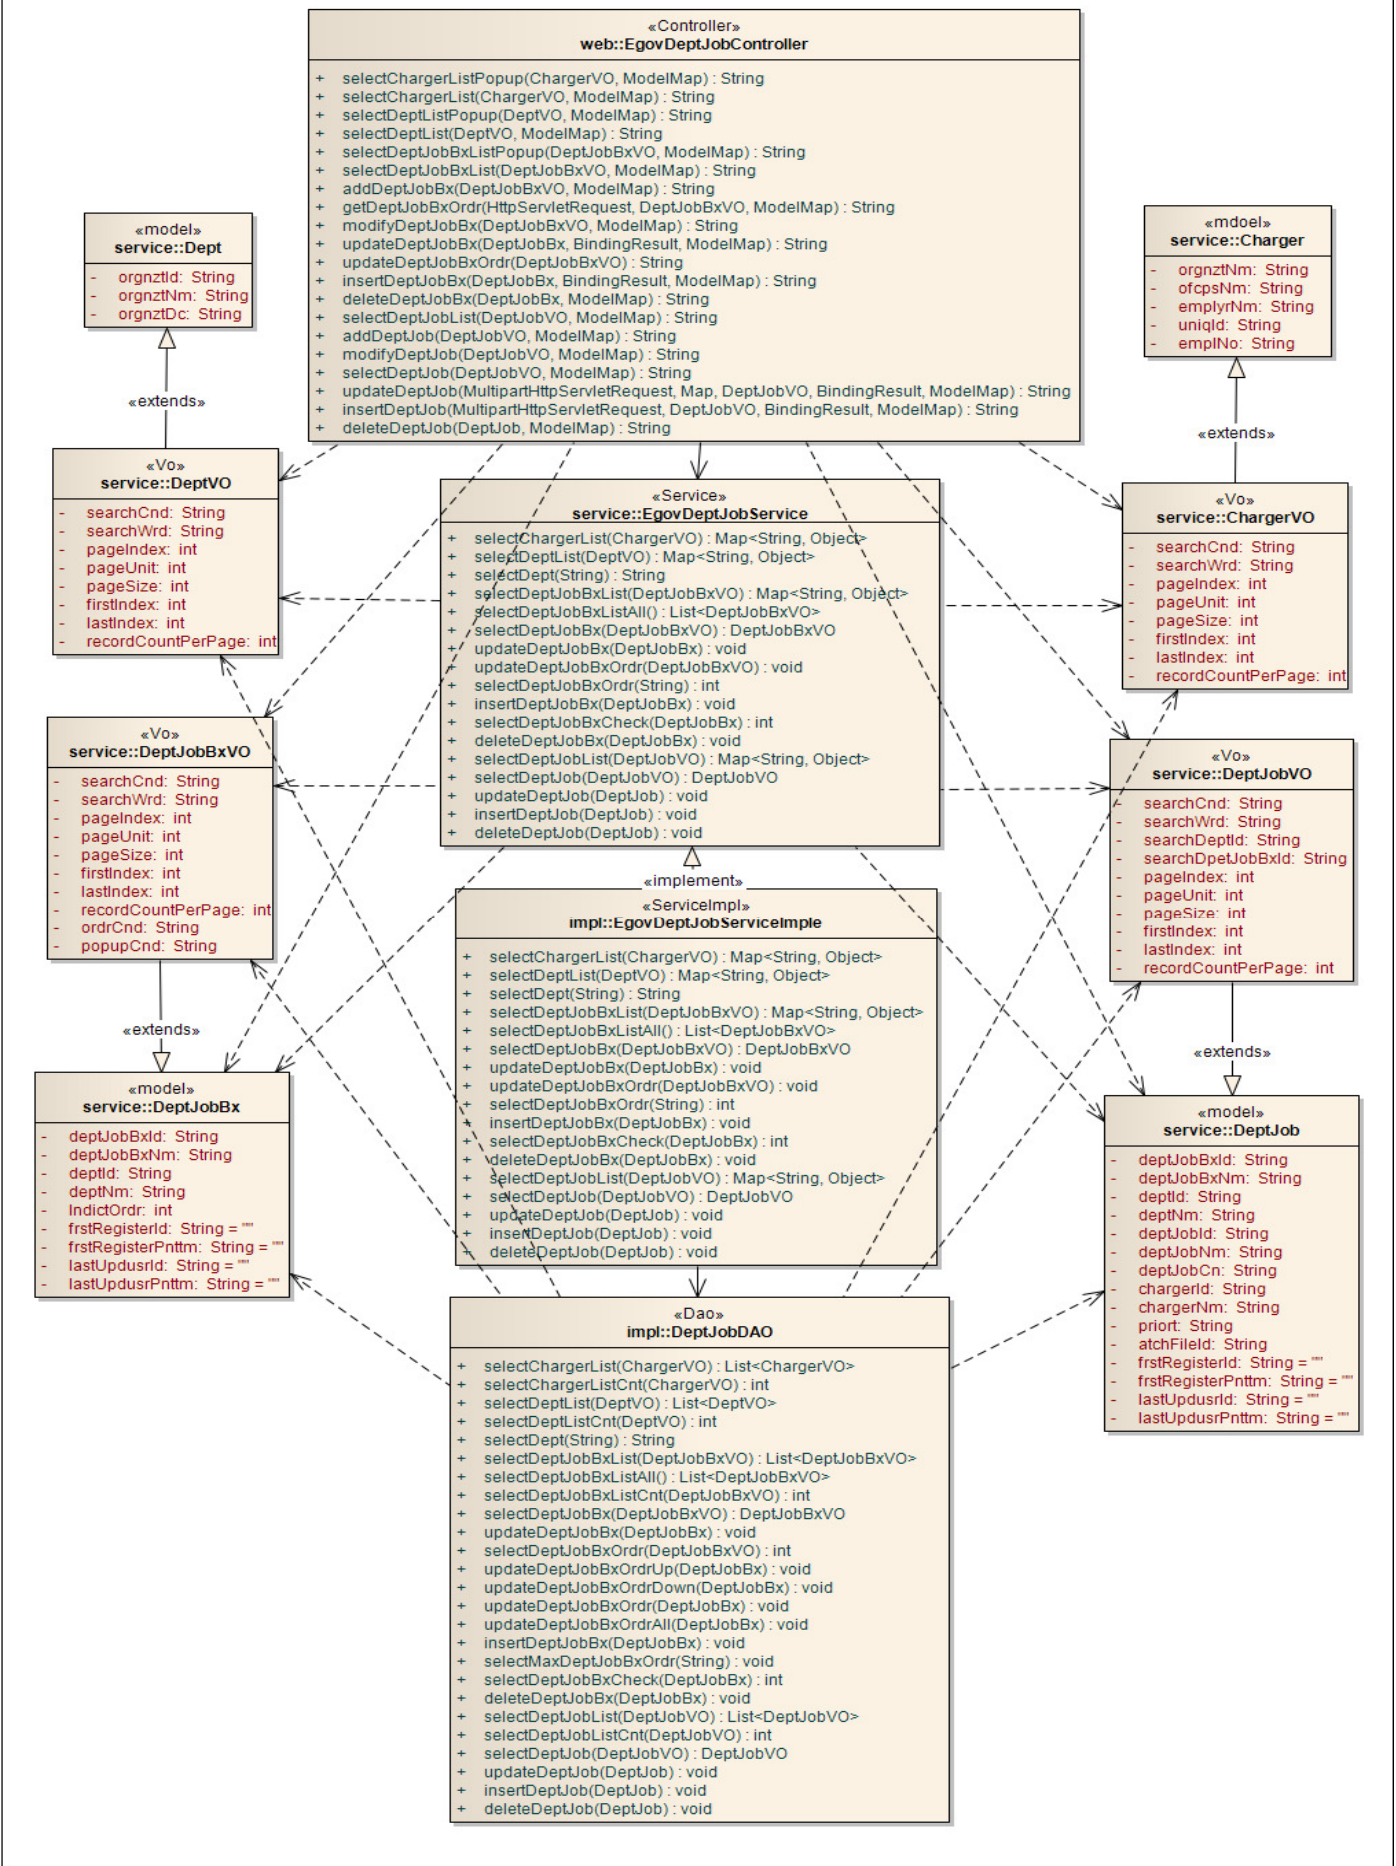 «Controller»
web::EgovDeptJobController
+ selectChargerListPopup(ChargerVO, ModelMap) : String
+ selectChargerList(ChargerVO, ModelMap) : String
+ selectDeptListPopup(DeptVO, ModelMap) : String
+ selectDeptList(DeptVO, ModelMap) : String
+ selectDeptJobBxListPopup(DeptJobBxVO, ModelMap) : String
+ selectDeptJobBxList(DeptJobBxVO, ModelMap) : String
+ addDeptJobBx(DeptJobBxVO, ModelMap) : String
+ getDeptJobBxOrdr(HttpServletRequest, DeptJobBxVO, ModelMap) : String
+ modifyDeptJobBx(DeptJobBxVO, ModelMap) : String
+ updateDeptJobBx(DeptJobBx, BindingResult, ModelMap) : String
+ updateDeptJobBxOrdr(DeptJobBxVO) : String
+ insertDeptJobBx(DeptJobBx, BindingResult, ModelMap) : String
+ deleteDeptJobBx(DeptJobBx, ModelMap) : String
+ selectDeptJobList(DeptJobVO, ModelMap) : String
+ addDeptJob(DeptJobVO, ModelMap) : String
+ modifyDeptJob(DeptJobVO, ModelMap) : String
+ selectDeptJob(DeptJobVO, ModelMap) : String
+ updateDeptJob(MultipartHttpServletRequest, Map, DeptJobVO, BindingResult, ModelMap) : String
+ insertDeptJob(MultipartHttpServletRequest, DeptJobVO, BindingResult, ModelMap) : String
+ deleteDeptJob(DeptJob, ModelMap) : String
«model»
service::Dept
- orgnztId: String
- orgnztNm: String
- orgnztDc: String
«extends»
«mdoel»
service::Charger
- orgnztNm: String
- ofcpsNm: String
- emplyrNm: String
- uniqId: String
- emplNo: String
«extends»
«Vo»
service::DeptVO
- searchCnd: String
- searchWrd: String
- pageIndex: int
- pageUnit: int
- pageSize: int
- firstIndex: int
- lastIndex: int
- recordCountPerPage: int
«Service»
service::EgovDeptJobService
+ selectChargerList(ChargerVO) : Map<String, Object>
+ selectDeptList(DeptVO) : Map<String, Object>
+ selectDept(String) : String
+ selectDeptJobBxList(DeptJobBxVO) : Map<String, Object>
+ selectDeptJobBxListAll() : List<DeptJobBxVO>
+ selectDeptJobBx(DeptJobBxVO) : DeptJobBxVO
+ updateDeptJobBx(DeptJobBx) : void
+ updateDeptJobBxOrdr(DeptJobBxVO) : void
+ selectDeptJobBxOrdr(String) : int
+ insertDeptJobBx(DeptJobBx) : void
+ selectDeptJobBxCheck(DeptJobBx) : int
+ deleteDeptJobBx(DeptJobBx) : void
+ selectDeptJobList(DeptJobVO) : Map<String, Object>
+ selectDeptJob(DeptJobVO) : DeptJobVO
+ updateDeptJob(DeptJob) : void
+ insertDeptJob(DeptJob) : void
+ deleteDeptJob(DeptJob) : void
«Vo»
service::ChargerVO
- searchCnd: String
- searchWrd: String
- pageIndex: int
- pageUnit: int
- pageSize: int
- firstIndex: int
- lastIndex: int
- recordCountPerPage: int
«Vo»
service::DeptJobBxVO
- searchCnd: String
- searchWrd: String
- pageIndex: int
- pageUnit: int
- pageSize: int
- firstIndex: int
- lastIndex: int
- recordCountPerPage: int
- ordrCnd: String
- popupCnd: String
«extends»
«Vo»
service::DeptJobVO
- searchCnd: String
- searchWrd: String
- searchDeptId: String
- searchDpetJobBxId: String
- pageIndex: int
- pageUnit: int
- pageSize: int
- firstIndex: int
- lastIndex: int
- recordCountPerPage: int
«extends»
«implement»
«ServiceImpl»
impl::EgovDeptJobServiceImple
+ selectChargerList(ChargerVO) : Map<String, Object>
+ selectDeptList(DeptVO) : Map<String, Object>
+ selectDept(String) : String
+ selectDeptJobBxList(DeptJobBxVO) : Map<String, Object>
+ selectDeptJobBxListAll() : List<DeptJobBxVO>
+ selectDeptJobBx(DeptJobBxVO) : DeptJobBxVO
+ updateDeptJobBx(DeptJobBx) : void
+ updateDeptJobBxOrdr(DeptJobBxVO) : void
+ selectDeptJobBxOrdr(String) : int
+ insertDeptJobBx(DeptJobBx) : void
+ selectDeptJobBxCheck(DeptJobBx) : int
+ deleteDeptJobBx(DeptJobBx) : void
+ selectDeptJobList(DeptJobVO) : Map<String, Object>
+ selectDeptJob(DeptJobVO) : DeptJobVO
+ updateDeptJob(DeptJob) : void
+ insertDeptJob(DeptJob) : void
+ deleteDeptJob(DeptJob) : void
«model»
service::DeptJobBx
- deptJobBxId: String
- deptJobBxNm: String
- deptId: String
- deptNm: String
- IndictOrdr: int
- frstRegisterId: String = ""
- frstRegisterPnttm: String = ""
- lastUpdusrId: String = ""
- lastUpdusrPnttm: String = ""
«model»
service::DeptJob
- deptJobBxId: String
- deptJobBxNm: String
- deptId: String
- deptNm: String
- deptJobId: String
- deptJobNm: String
- deptJobCn: String
- chargerId: String
- chargerNm: String
- priort: String
- atchFileId: String
- frstRegisterId: String = ""
- frstRegisterPnttm: String = ""
- lastUpdusrId: String = ""
- lastUpdusrPnttm: String = ""
«Dao»
impl::DeptJobDAO
+ selectChargerList(ChargerVO) : List<ChargerVO>
+ selectChargerListCnt(ChargerVO) : int
+ selectDeptList(DeptVO) : List<DeptVO>
+ selectDeptListCnt(DeptVO) : int
+ selectDept(String) : String
+ selectDeptJobBxList(DeptJobBxVO) : List<DeptJobBxVO>
+ selectDeptJobBxListAll() : List<DeptJobBxVO>
+ selectDeptJobBxListCnt(DeptJobBxVO) : int
+ selectDeptJobBx(DeptJobBxVO) : DeptJobBxVO
+ updateDeptJobBx(DeptJobBx) : void
+ selectDeptJobBxOrdr(DeptJobBxVO) : int
+ updateDeptJobBxOrdrUp(DeptJobBx) : void
+ updateDeptJobBxOrdrDown(DeptJobBx) : void
+ updateDeptJobBxOrdr(DeptJobBx) : void
+ updateDeptJobBxOrdrAll(DeptJobBx) : void
+ insertDeptJobBx(DeptJobBx) : void
+ selectMaxDeptJobBxOrdr(String) : void
+ selectDeptJobBxCheck(DeptJobBx) : int
+ deleteDeptJobBx(DeptJobBx) : void
+ selectDeptJobList(DeptJobVO) : List<DeptJobVO>
+ selectDeptJobListCnt(DeptJobVO) : int
+ selectDeptJob(DeptJobVO) : DeptJobVO
+ updateDeptJob(DeptJob) : void
+ insertDeptJob(DeptJob) : void
+ deleteDeptJob(DeptJob) : void